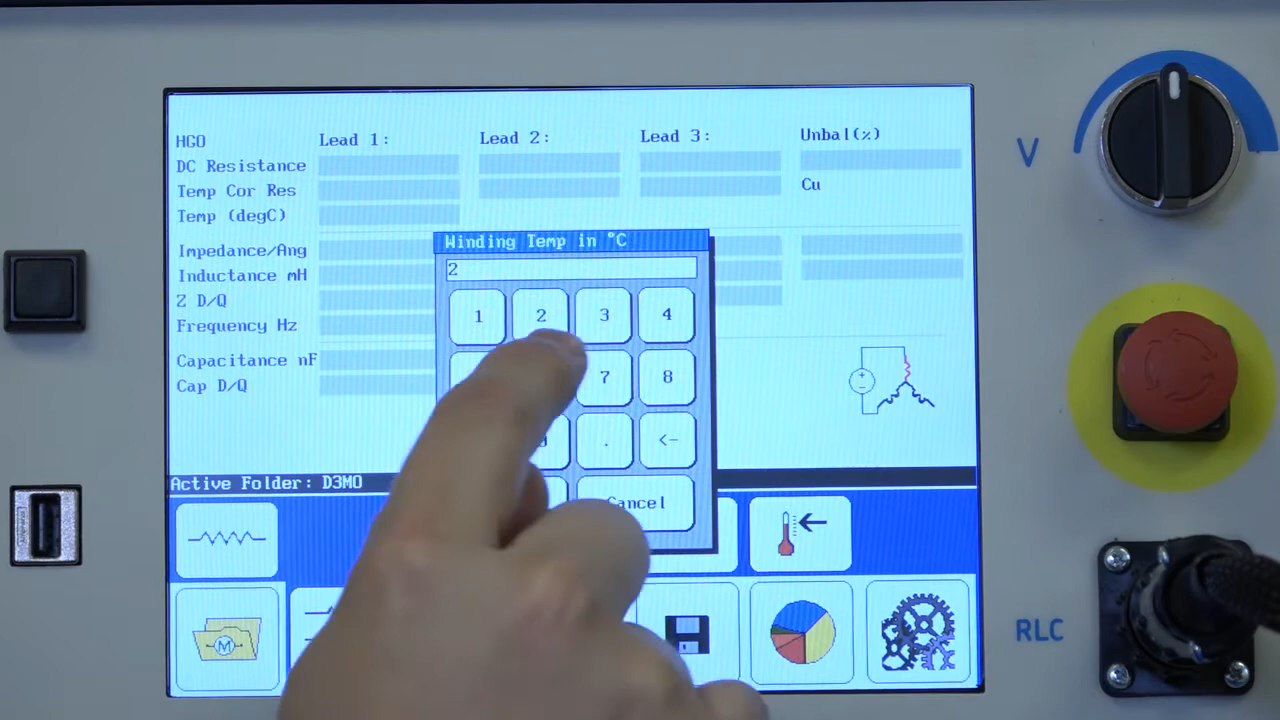 HGO Lead 1: Lead 2: Lead 3: Unbal(%)
DC Resistance
Temp Cor Res Cu
Temp (degC)
Impedance/Ang
Inductance mH
Z D/Q
Frequency Hz
Capacitance nF
Cap D/Q
Winding Temp in °C
2
1 2 3 4
7 8
. <-
Cancel
Active Folder: D3MO
M
V
RLC